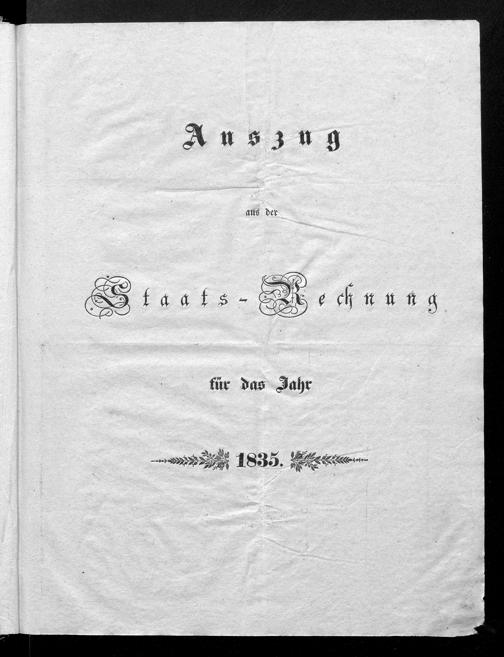 Auszug
aus der
Staats-Rechnung
für das Jahr
1835.